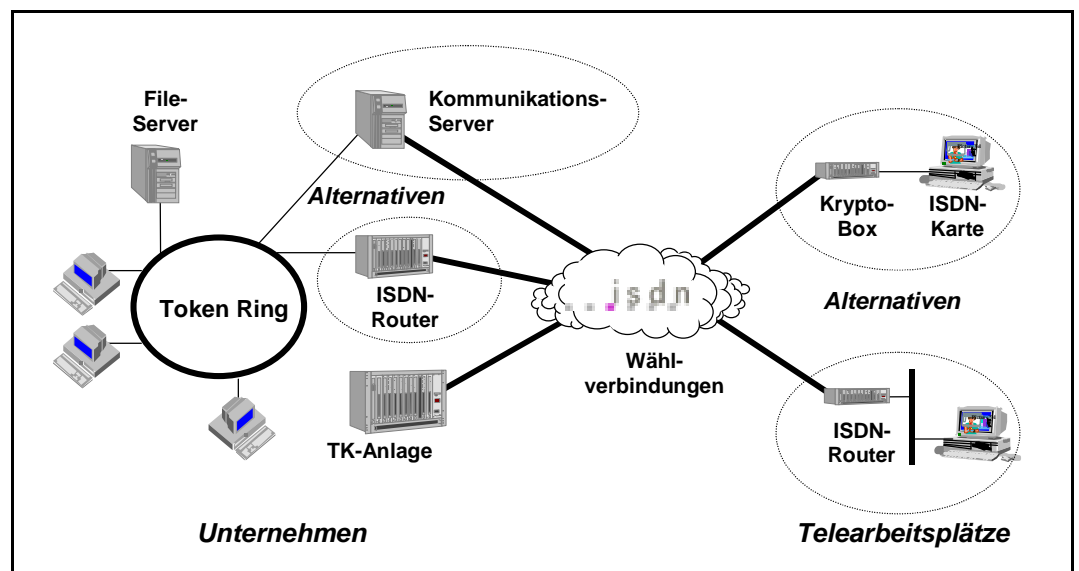 File-
Server
Kommunikations-
Server
Alternativen
Token Ring
ISDN-
Router
TK-Anlage
Unternehmen
...isdn
Wähl-
verbindungen
Krypto-
Box
ISDN-
Karte
Alternativen
ISDN-
Router
Telearbeitsplätze